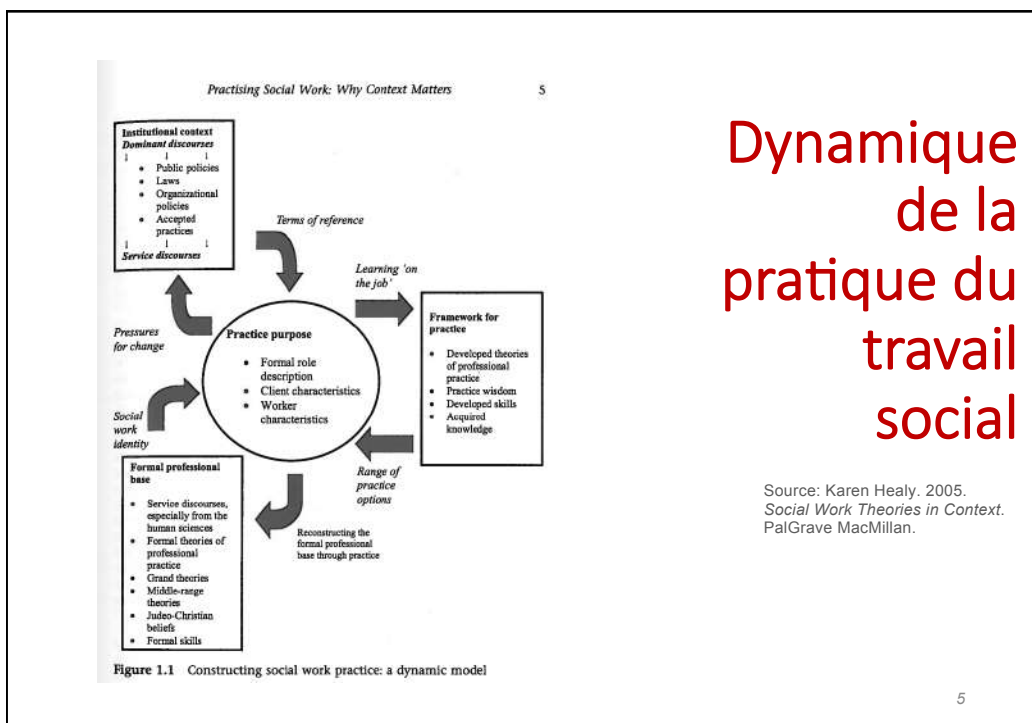 Practising Social Work: Why Context Matters 5
Institutional context
Dominant discourses
↓ ↓ ↓
• Public policies
• Laws
• Organizational
policies
• Accepted
practices
↓ ↓ ↓
Service discourses
Terms of reference
Learning 'on
the job'
Pressures
for change
Practice purpose
• Formal role
description
• Client characteristics
• Worker
characteristics
Framework for
practice
• Developed theories
of professional
practice
• Practice wisdom
• Developed skills
• Acquired
knowledge
Social
work
identity
Range of
practice
options
Formal professional
base
• Service discourses,
especially from the
human sciences
• Formal theories of
professional
practice
• Grand theories
• Middle-range
theories
• Judeo-Christian
beliefs
• Formal skills
Reconstructing the
formal professional
base through practice
Figure 1.1 Constructing social work practice: a dynamic model
Dynamique
de la
pratique du
travail
social
Source: Karen Healy. 2005.
Social Work Theories in Context.
PalGrave MacMillan.
5